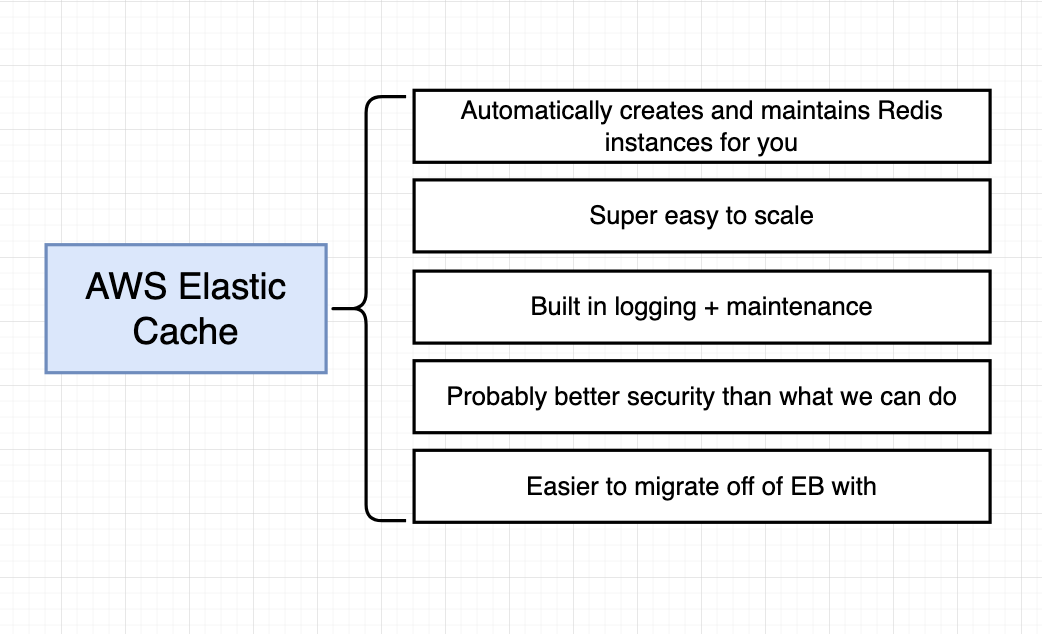 Automatically creates and maintains Redis
instances for you
Super easy to scale
AWS Elastic
Cache
Built in logging + maintenance
Probably better security than what we can do
Easier to migrate off of EB with